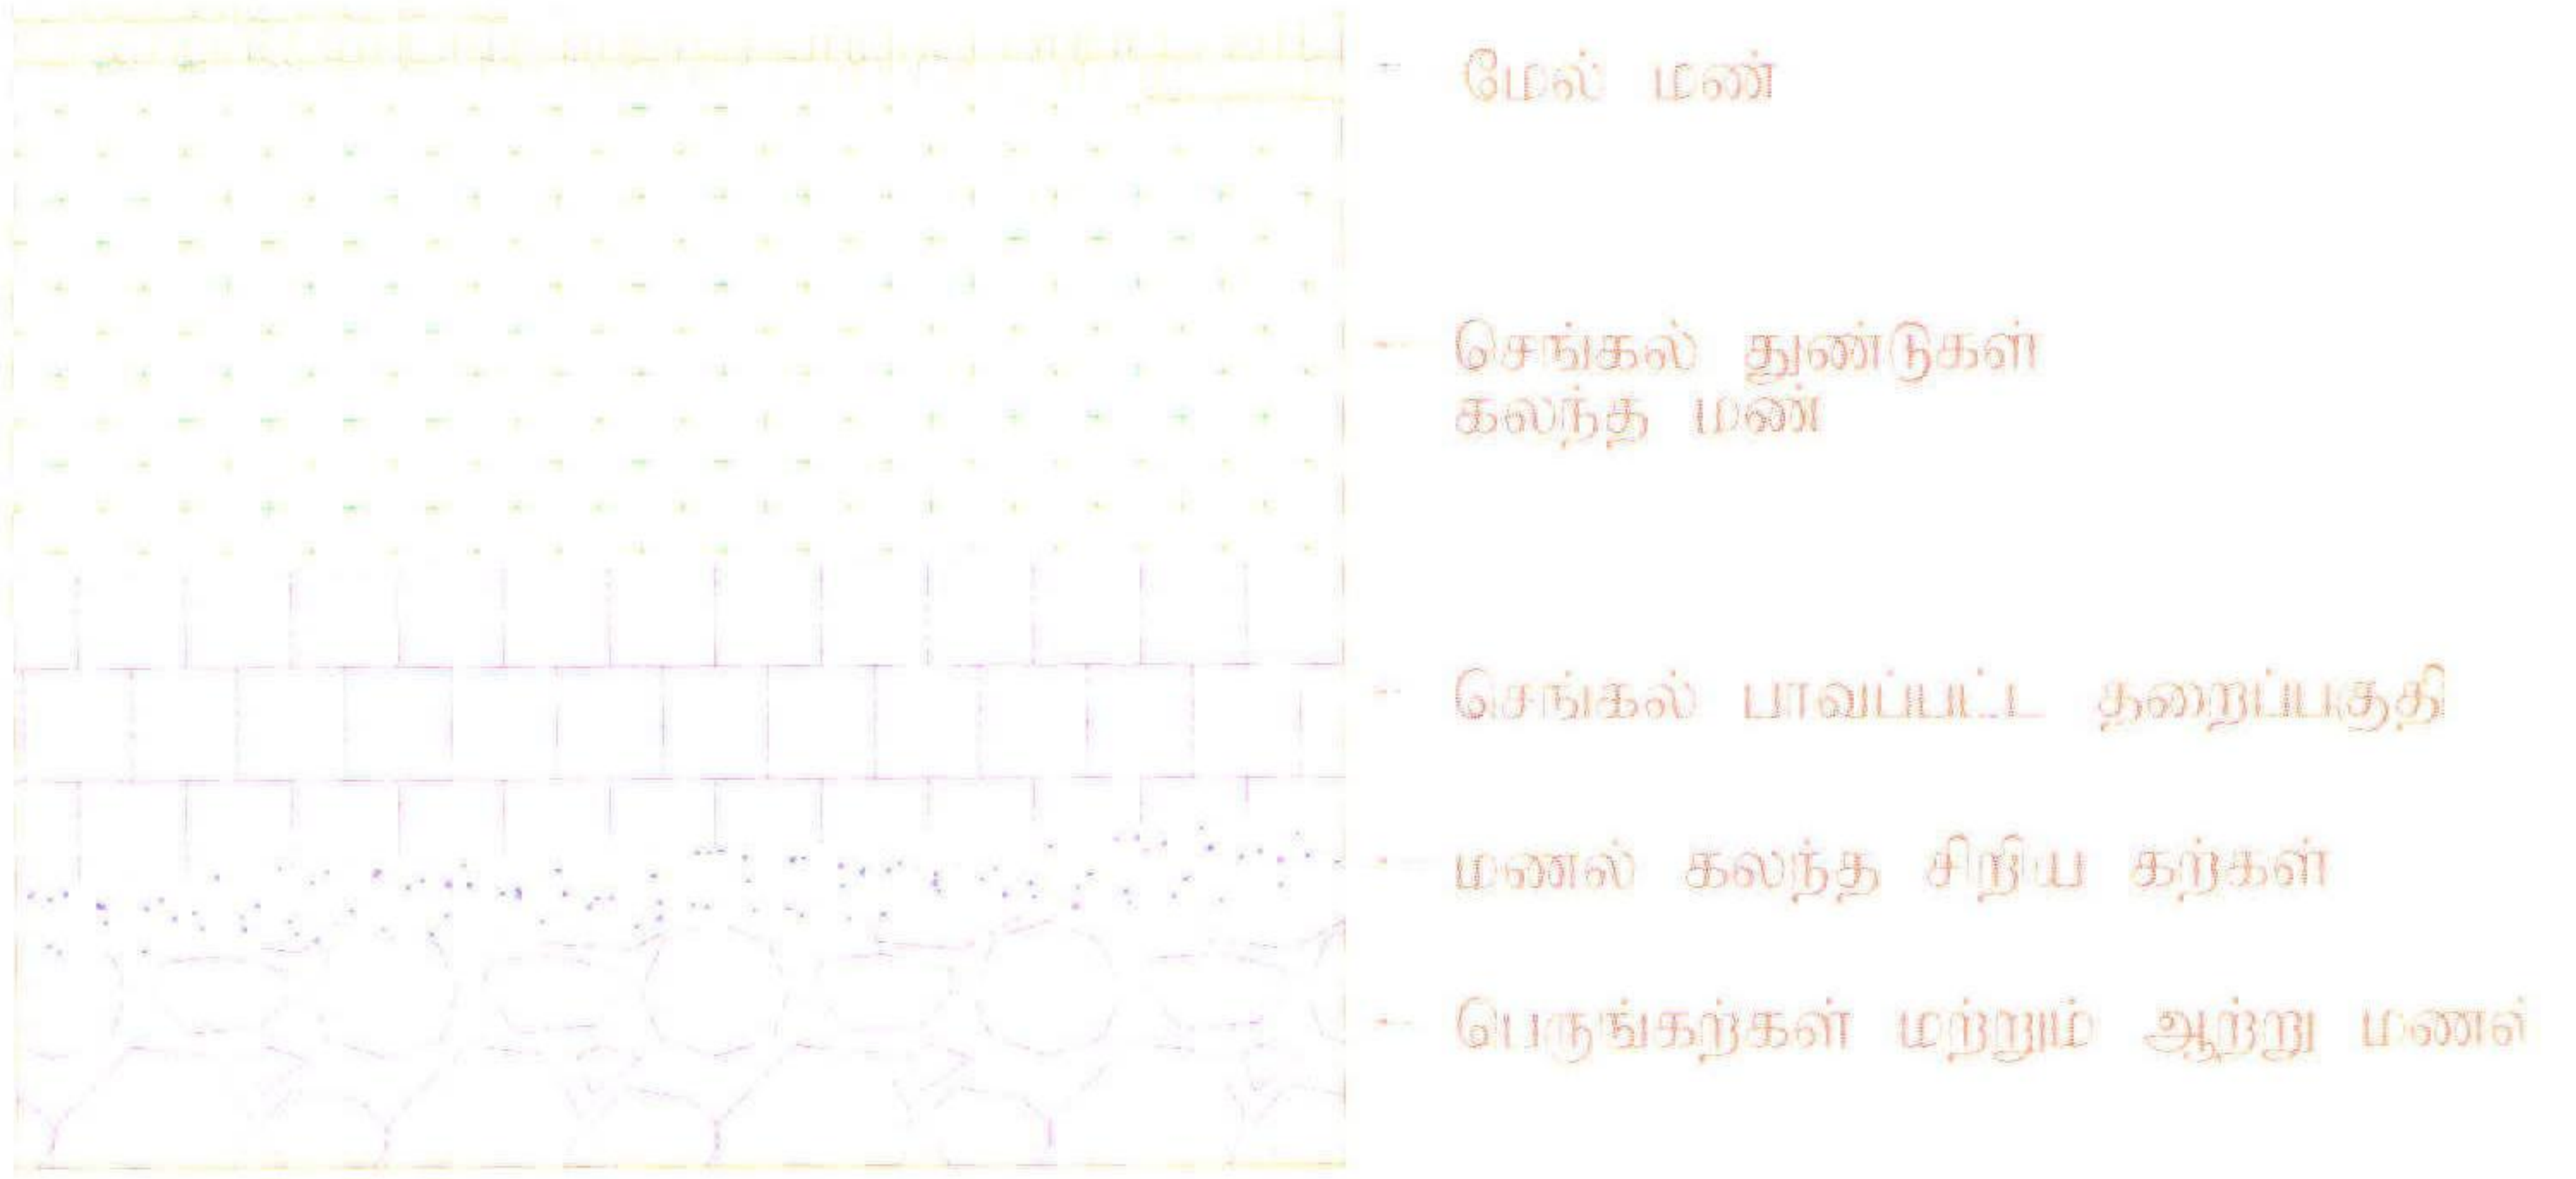 மேல் மண்
செங்கல் துண்டுகள்
கலந்த மண்
செங்கல் பாவப்பட்ட தறைப்பகுதி
மணல் கலந்த சிறிய கற்கள்
பெருங்கற்கள் மற்றும் ஆற்று மணல்